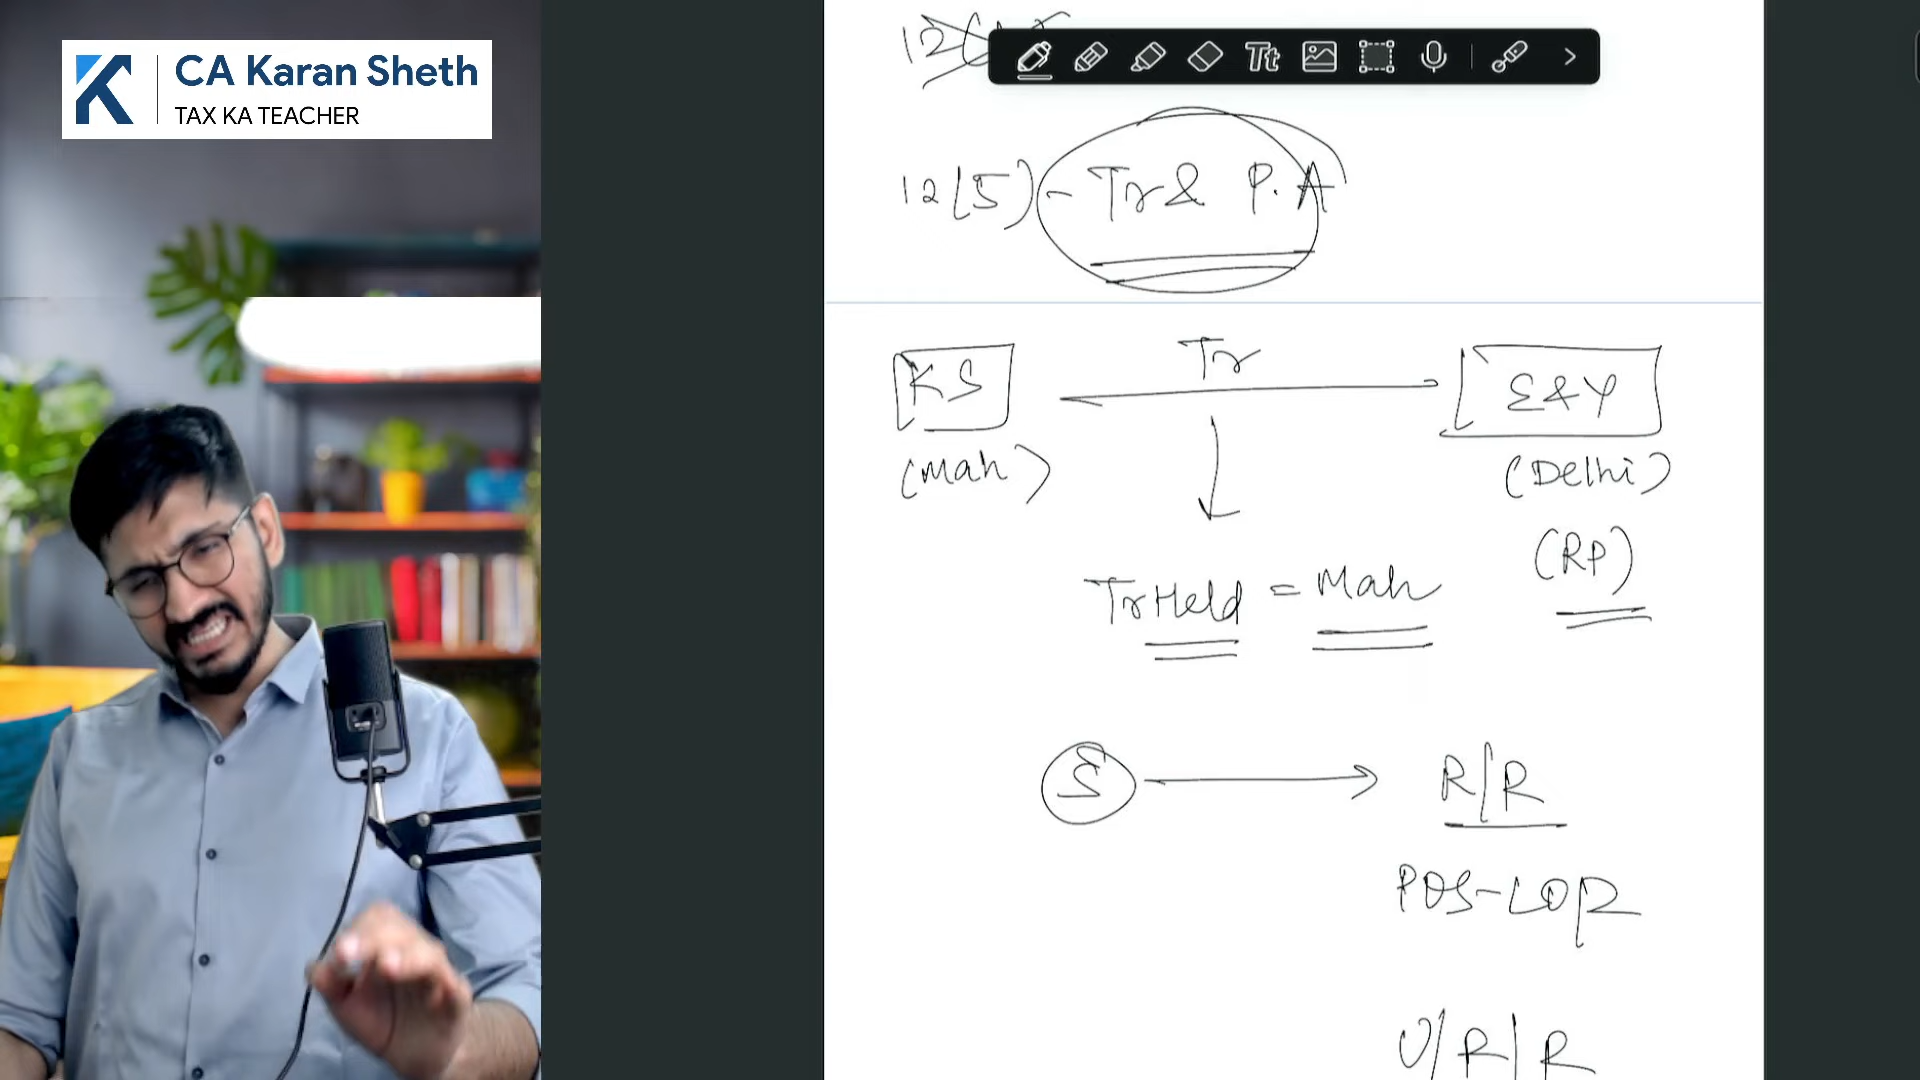 CA Karan Sheth
TAX KA TEACHER
Tt
12(5) - Tr & P.A
KS
Tr
E&Y
(Mah)
(Delhi)
(RP)
Tr Held = Mah
S
R/R
POS-LOR
U/R/R